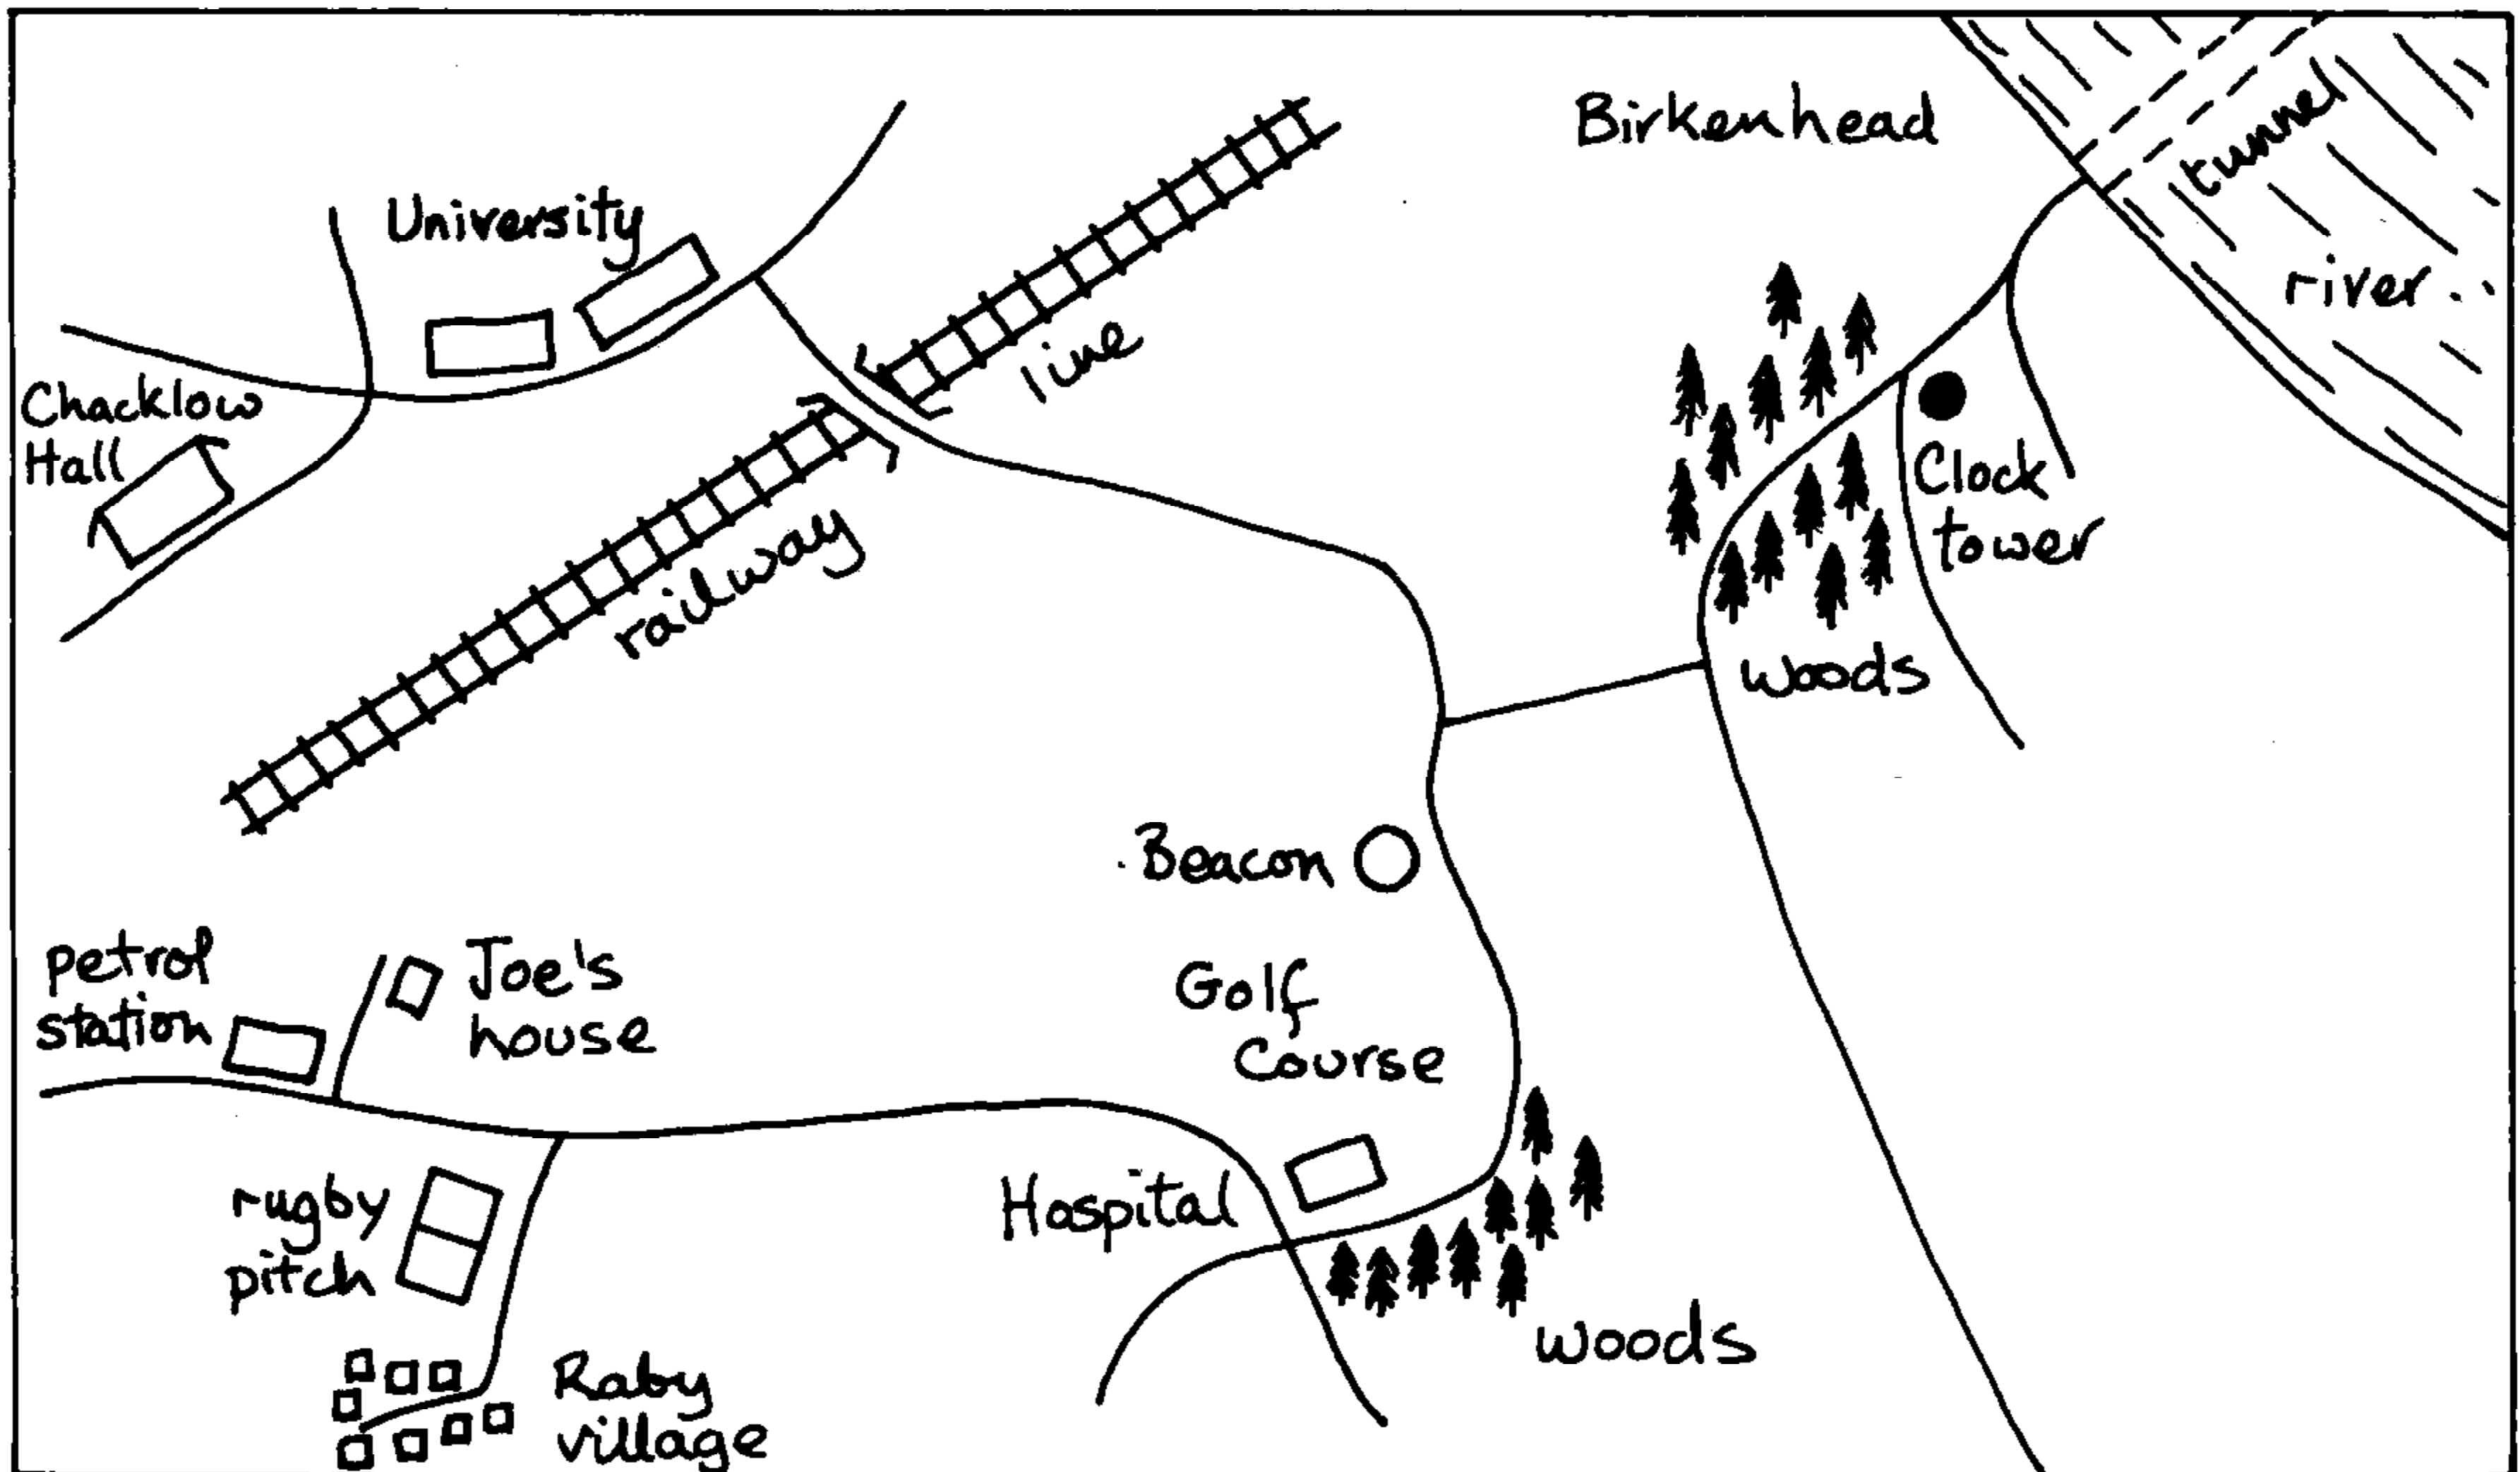 Birkenhead
tunnel
river
University
line
Chacklow
Hall
Clock
tower
railway
Woods
Beacon
petrol
station
Joe's
house
Golf
Course
rugby
pitch
Hospital
Woods
Raby
village